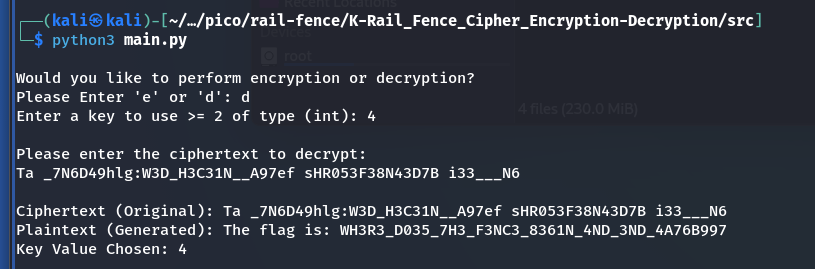 Recent Locations
Devices
root
4 files (230.0 MiB)
┌──(kali㉿kali)-[~/…/pico/rail-fence/K-Rail_Fence_Cipher_Encryption-Decryption/src]
└─$ python3 main.py
Would you like to perform encryption or decryption?
Please Enter 'e' or 'd': d
Enter a key to use >= 2 of type (int): 4
Please enter the ciphertext to decrypt:
Ta _7N6D49hlg:W3D_H3C31N__A97ef sHR053F38N43D7B i33___N6
Ciphertext (Original): Ta _7N6D49hlg:W3D_H3C31N__A97ef sHR053F38N43D7B i33___N6
Plaintext (Generated): The flag is: WH3R3_D035_7H3_F3NC3_8361N_4ND_3ND_4A76B997
Key Value Chosen: 4